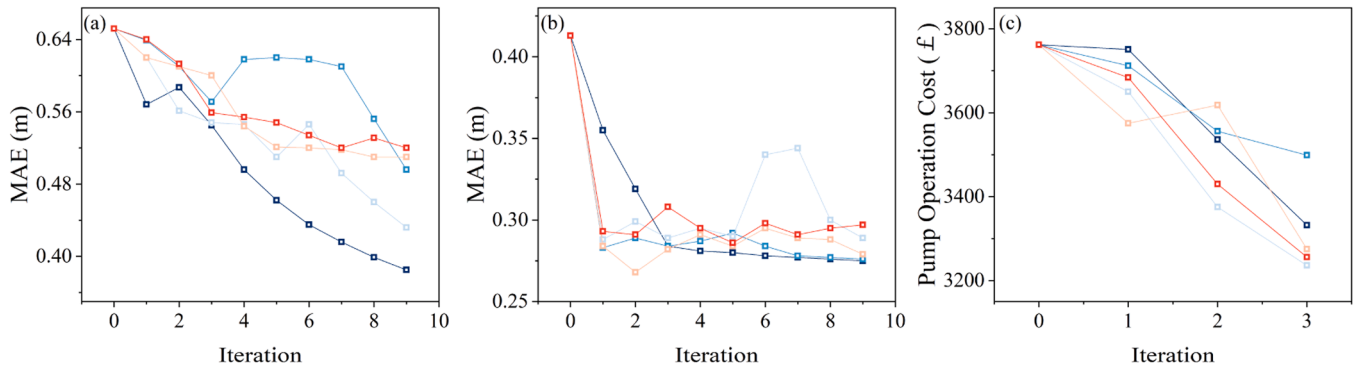 (a)
MAE (m)
0.64
0.56
0.48
0.40
0 2 4 6 8 10
Iteration
(b)
MAE (m)
0.40
0.35
0.30
0.25
0 2 4 6 8 10
Iteration
(c)
Pump Operation Cost (£)
3800
3600
3400
3200
0 1 2 3
Iteration